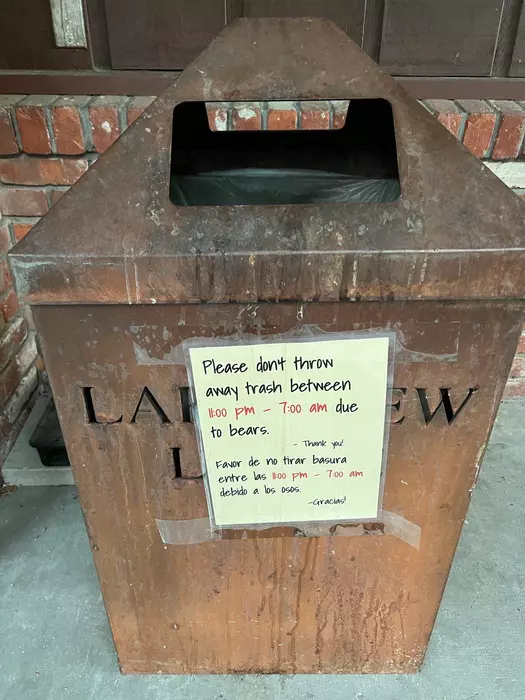 Please don't throw
away trash between
11:00 pm - 7:00 am due
to bears.
- Thank you!
Favor de no tirar basura
entre las 11:00 pm - 7:00 am
debido a los osos.
-Gracias!